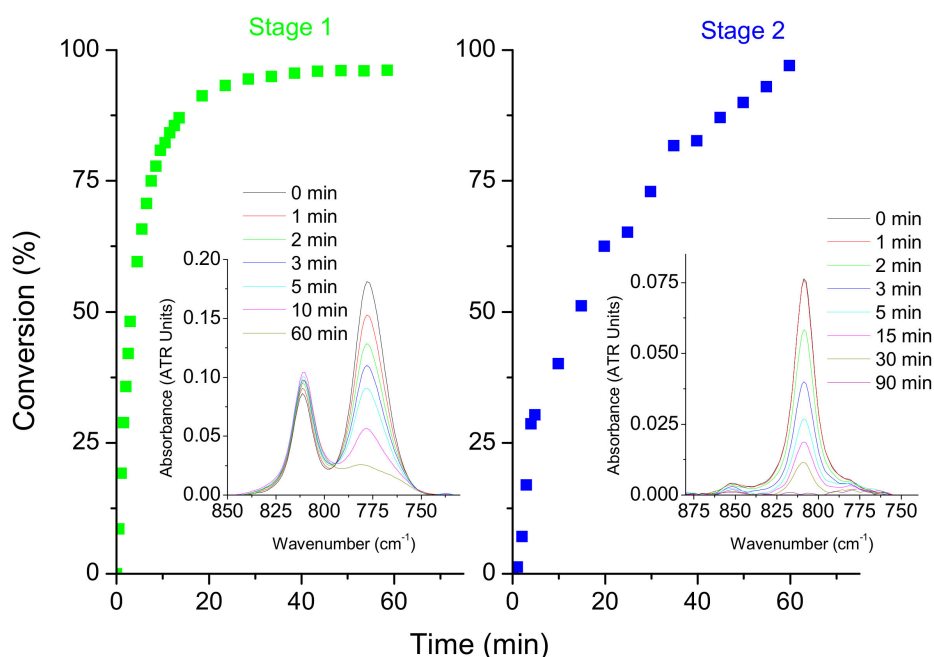 Stage 1
Stage 2
Conversion (%)
100
75
50
25
0
0
20
40
60
0 min
1 min
2 min
3 min
5 min
10 min
60 min
Absorbance (ATR Units)
0.20
0.15
0.10
0.05
0.00
850
800
775
750
Wavenumber (cm⁻¹)
100
75
50
25
0
0
20
40
60
0 min
1 min
2 min
3 min
5 min
15 min
30 min
90 min
Absorbance (ATR Units)
0.075
0.050
0.025
0.000
875
850
825
800
775
750
Wavenumber (cm⁻¹)
Time (min)